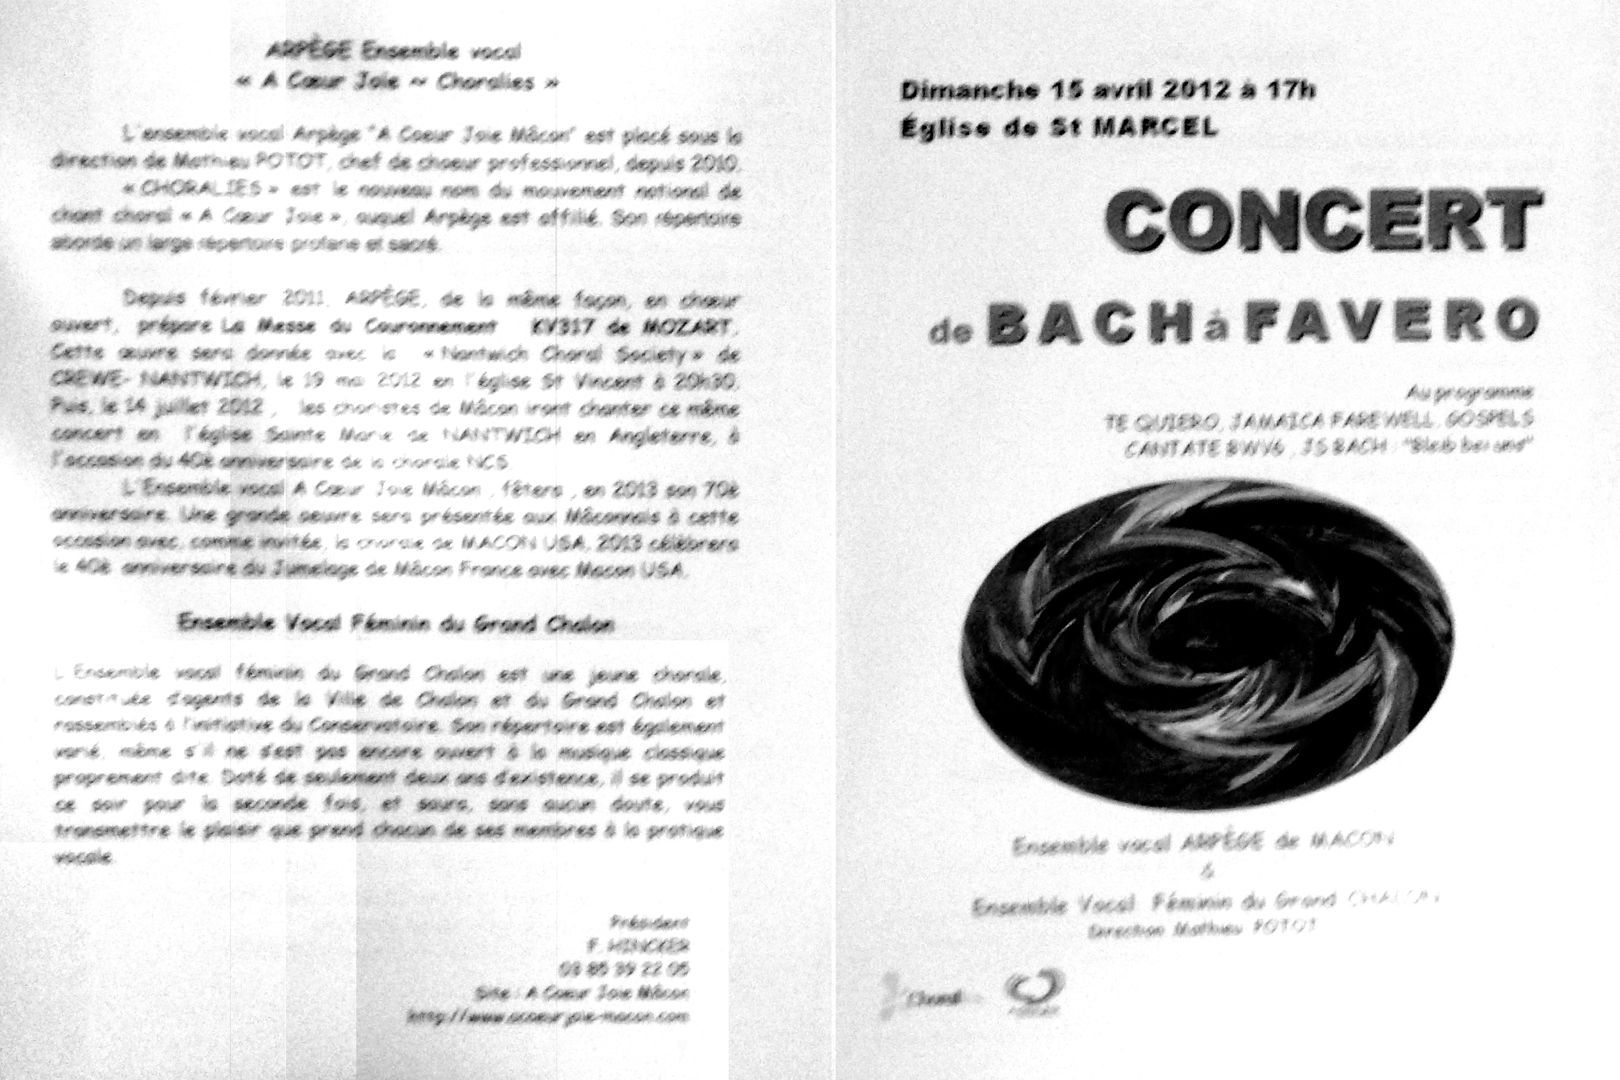 ARPÈGE Ensemble vocal
« A Cœur Joie ~ Choralies »
L'ensemble vocal Arpège "A Coeur Joie Mâcon" est placé sous la
direction de Mathieu POTOT, chef de choeur professionnel, depuis 2010.
« CHORALIES » est le nouveau nom du mouvement national de
chant choral « A Cœur Joie », auquel Arpège est affilié. Son répertoire
aborde un large répertoire profane et sacré.
Depuis février 2011, ARPÈGE, de la même façon, en chœur
ouvert, prépare La Messe du Couronnement KV317 de MOZART.
Cette œuvre sera donnée avec la « Nantwich Choral Society » de
CREWE- NANTWICH, le 19 mai 2012 en l'église St Vincent à 20h30.
Puis, le 14 juillet 2012 , les choristes de Mâcon iront chanter ce même
concert en l'église Sainte Marie de NANTWICH en Angleterre, à
l'occasion du 40è anniversaire de la chorale NCS
L'Ensemble vocal A Cœur Joie Mâcon , fêtera , en 2013 son 70è
anniversaire. Une grande oeuvre sera présentée aux Mâconnais à cette
occasion avec, comme invitée, la chorale de MACON USA. 2013 célèbrera
le 40è anniversaire du Jumelage de Mâcon France avec Macon USA.
Ensemble Vocal Féminin du Grand Chalon
L'Ensemble vocal féminin du Grand Chalon est une jeune chorale,
constituée d'agents de la Ville de Chalon et du Grand Chalon et
rassemblés à l'initiative du Conservatoire. Son répertoire est également
varié, même s'il ne s'est pas encore ouvert à la musique classique
proprement dite. Doté de seulement deux ans d'existence, il se produit
ce soir pour la seconde fois, et saura, sans aucun doute, vous
transmettre le plaisir que prend chacun de ses membres à la pratique
vocale.
Président
F. HINCKER
03 85 39 22 05
Site : A Coeur Joie Mâcon
http://www.acoeurjoie-macon.com
Dimanche 15 avril 2012 à 17h
Église de St MARCEL
CONCERT
de BACH à FAVERO
Au programme
TE QUIERO, JAMAICA FAREWELL, GOSPELS
CANTATE BWV6 , JS BACH : "Bleib bei uns"
Ensemble vocal ARPÈGE de MACON
&
Ensemble Vocal Féminin du Grand CHALON
Direction Mathieu POTOT